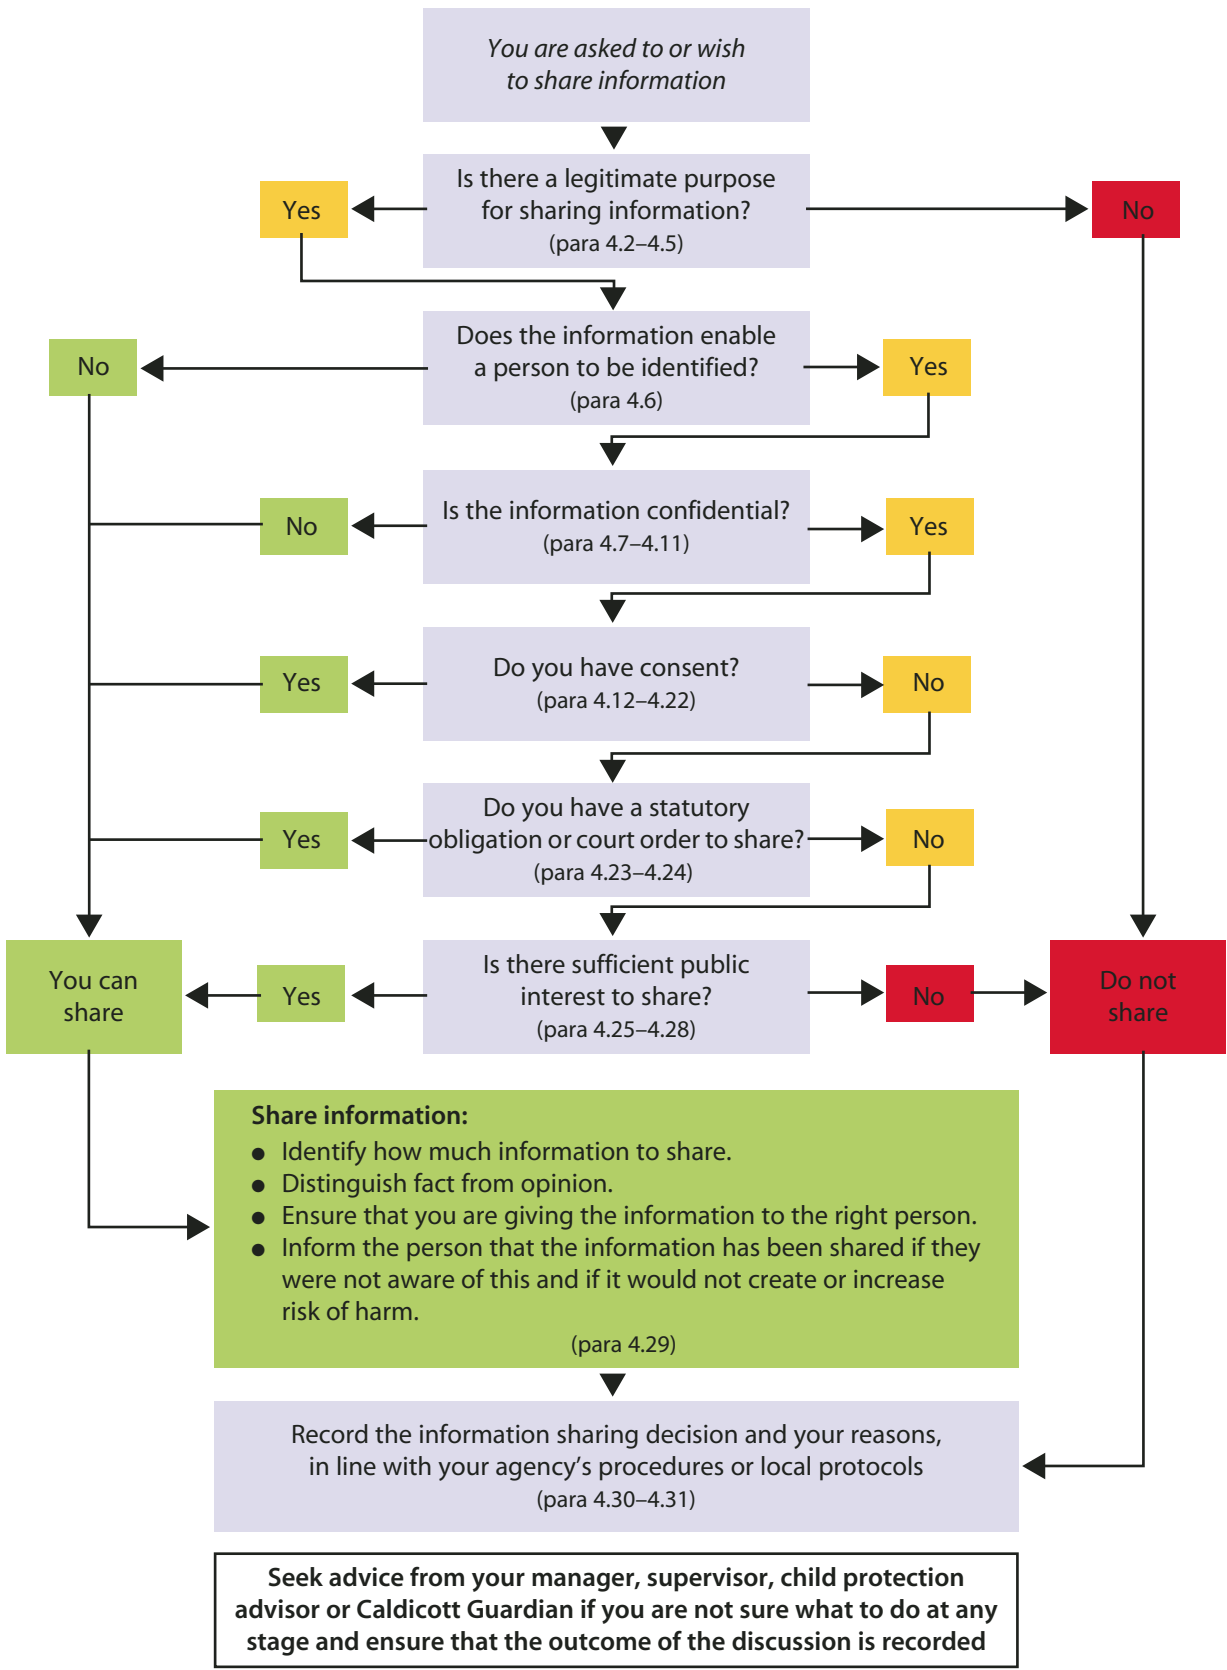 You are asked to or wish
to share information
Is there a legitimate purpose
for sharing information?
(para 4.2–4.5)
Yes
No
Does the information enable
a person to be identified?
(para 4.6)
No
Yes
Is the information confidential?
(para 4.7–4.11)
No
Yes
Do you have consent?
(para 4.12–4.22)
Yes
No
Do you have a statutory
obligation or court order to share?
(para 4.23–4.24)
Yes
No
Is there sufficient public
interest to share?
(para 4.25–4.28)
You can
share
Yes
No
Do not
share
Share information:
● Identify how much information to share.
● Distinguish fact from opinion.
● Ensure that you are giving the information to the right person.
● Inform the person that the information has been shared if they
were not aware of this and if it would not create or increase
risk of harm.
(para 4.29)
Record the information sharing decision and your reasons,
in line with your agency’s procedures or local protocols
(para 4.30–4.31)
Seek advice from your manager, supervisor, child protection
advisor or Caldicott Guardian if you are not sure what to do at any
stage and ensure that the outcome of the discussion is recorded